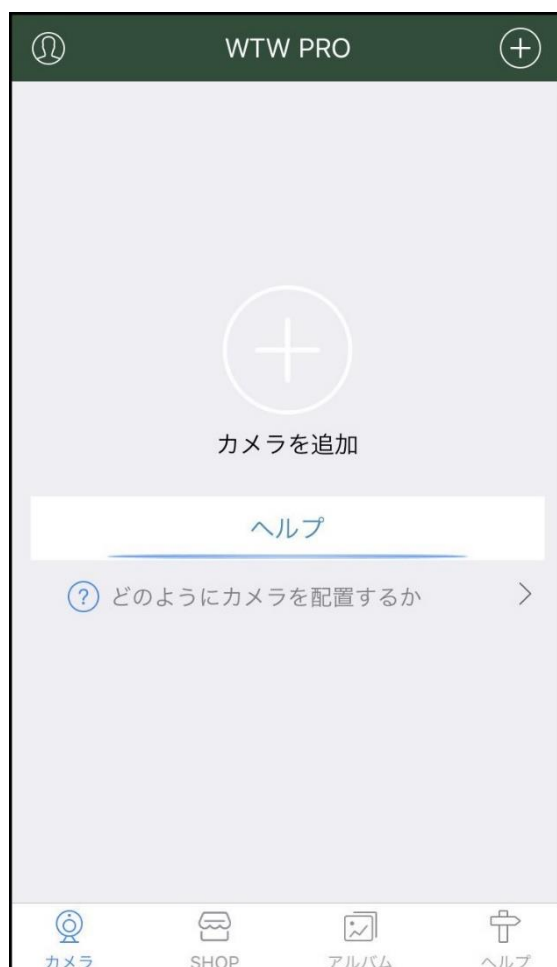 WTW PRO
カメラを追加
ヘルプ
? どのようにカメラを配置するか
カメラ
SHOP
アルバム
ヘルプ